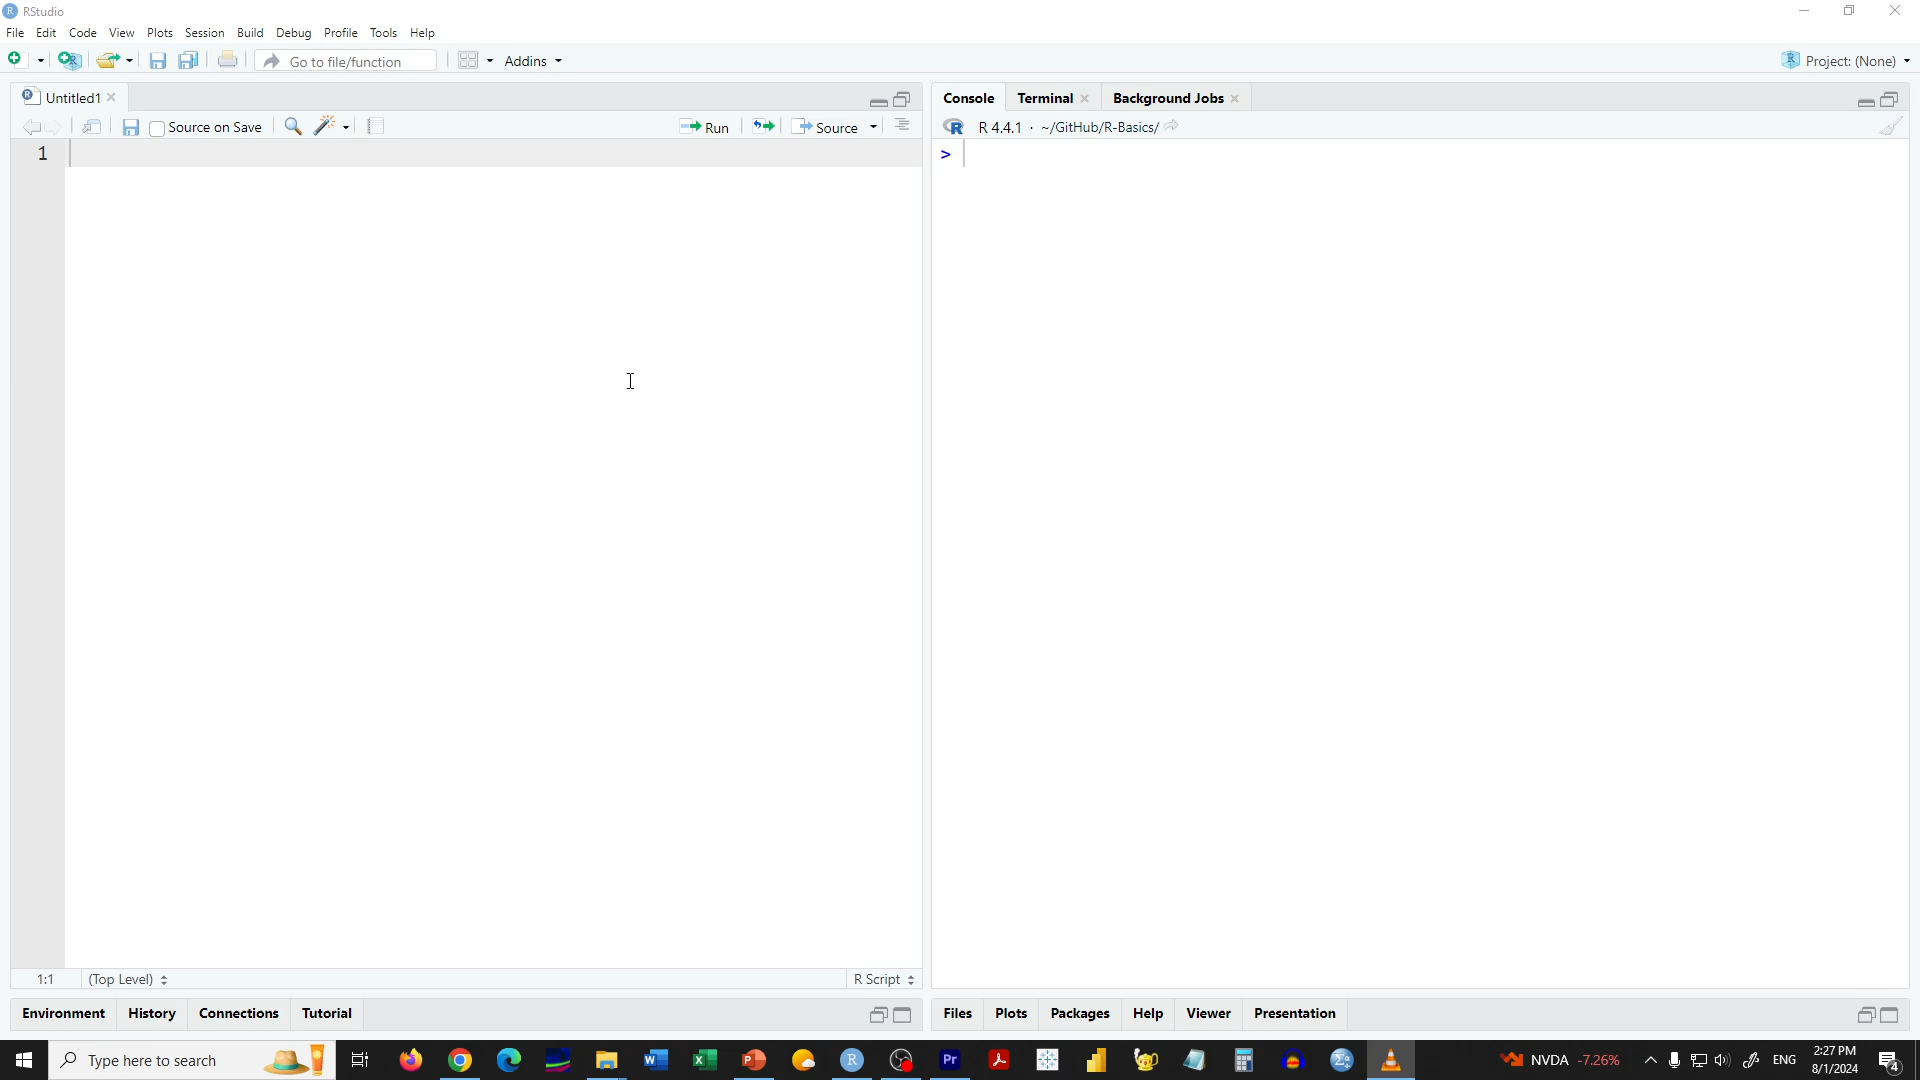 RStudio
File Edit Code View Plots Session Build Debug Profile Tools Help
Go to file/function Addins Project: (None)
Untitled1
Source on Save Run Source
1
1:1 (Top Level) R Script
Environment History Connections Tutorial
Console Terminal Background Jobs
R 4.4.1 · ~/GitHub/R-Basics/
>
Files Plots Packages Help Viewer Presentation
Type here to search
NVDA -7.26%
ENG
2:27 PM
8/1/2024
4